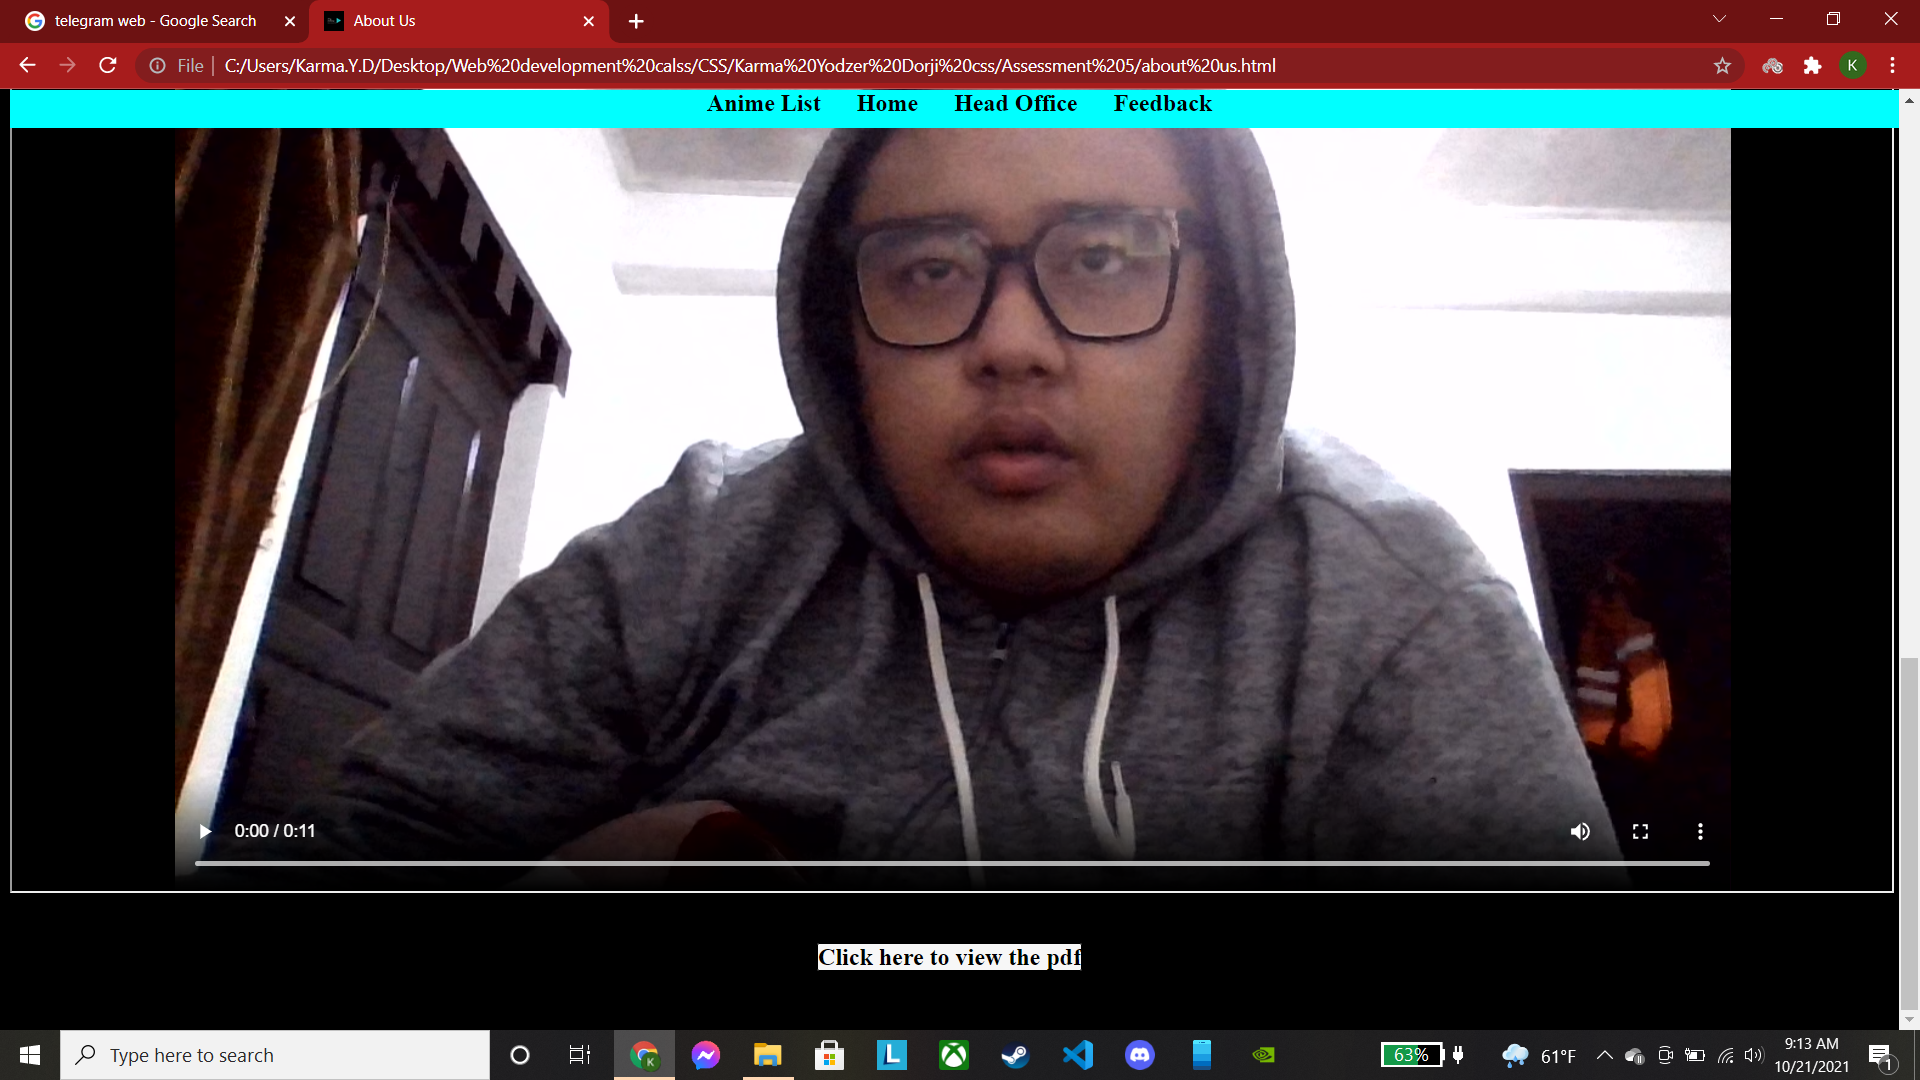 telegram web - Google Search
About Us
File
C:/Users/Karma.Y.D/Desktop/Web%20development%20calss/CSS/Karma%20Yodzer%20Dorji%20css/Assessment%205/about%20us.html
K
Anime List Home Head Office Feedback
0:00 / 0:11
Click here to view the pdf
Type here to search
K
L
63%
61°F
9:13 AM
10/21/2021
1